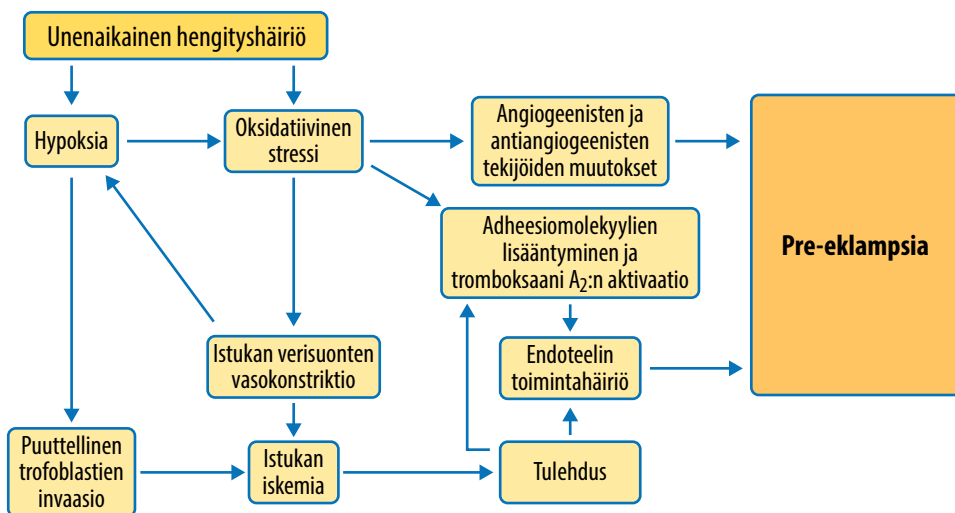 Unenaikainen hengityshäiriö
Hypoksia
Oksidatiivinen
stressi
Angiogeenisten ja
antiangiogeenisten
tekijöiden muutokset
Adheesiomolekyylien
lisääntyminen ja
tromboksaani A₂:n aktivaatio
Pre-eklampsia
Istukan verisuonten
vasokonstriktio
Endoteelin
toimintahäiriö
Puuttellinen
trofoblastien
invaasio
Istukan
iskemia
Tulehdus